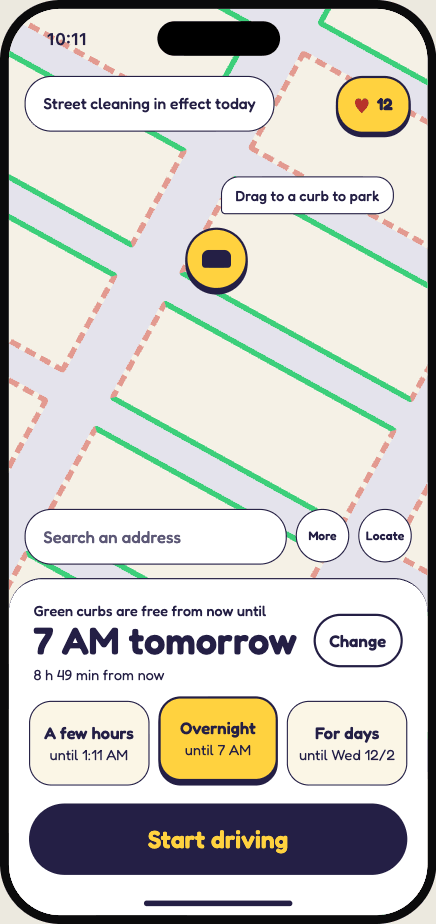 10:11
Street cleaning in effect today
12
Drag to a curb to park
Search an address
More
Locate
Green curbs are free from now until
7 AM tomorrow
Change
8 h 49 min from now
A few hours
until 1:11 AM
Overnight
until 7 AM
For days
until Wed 12/2
Start driving